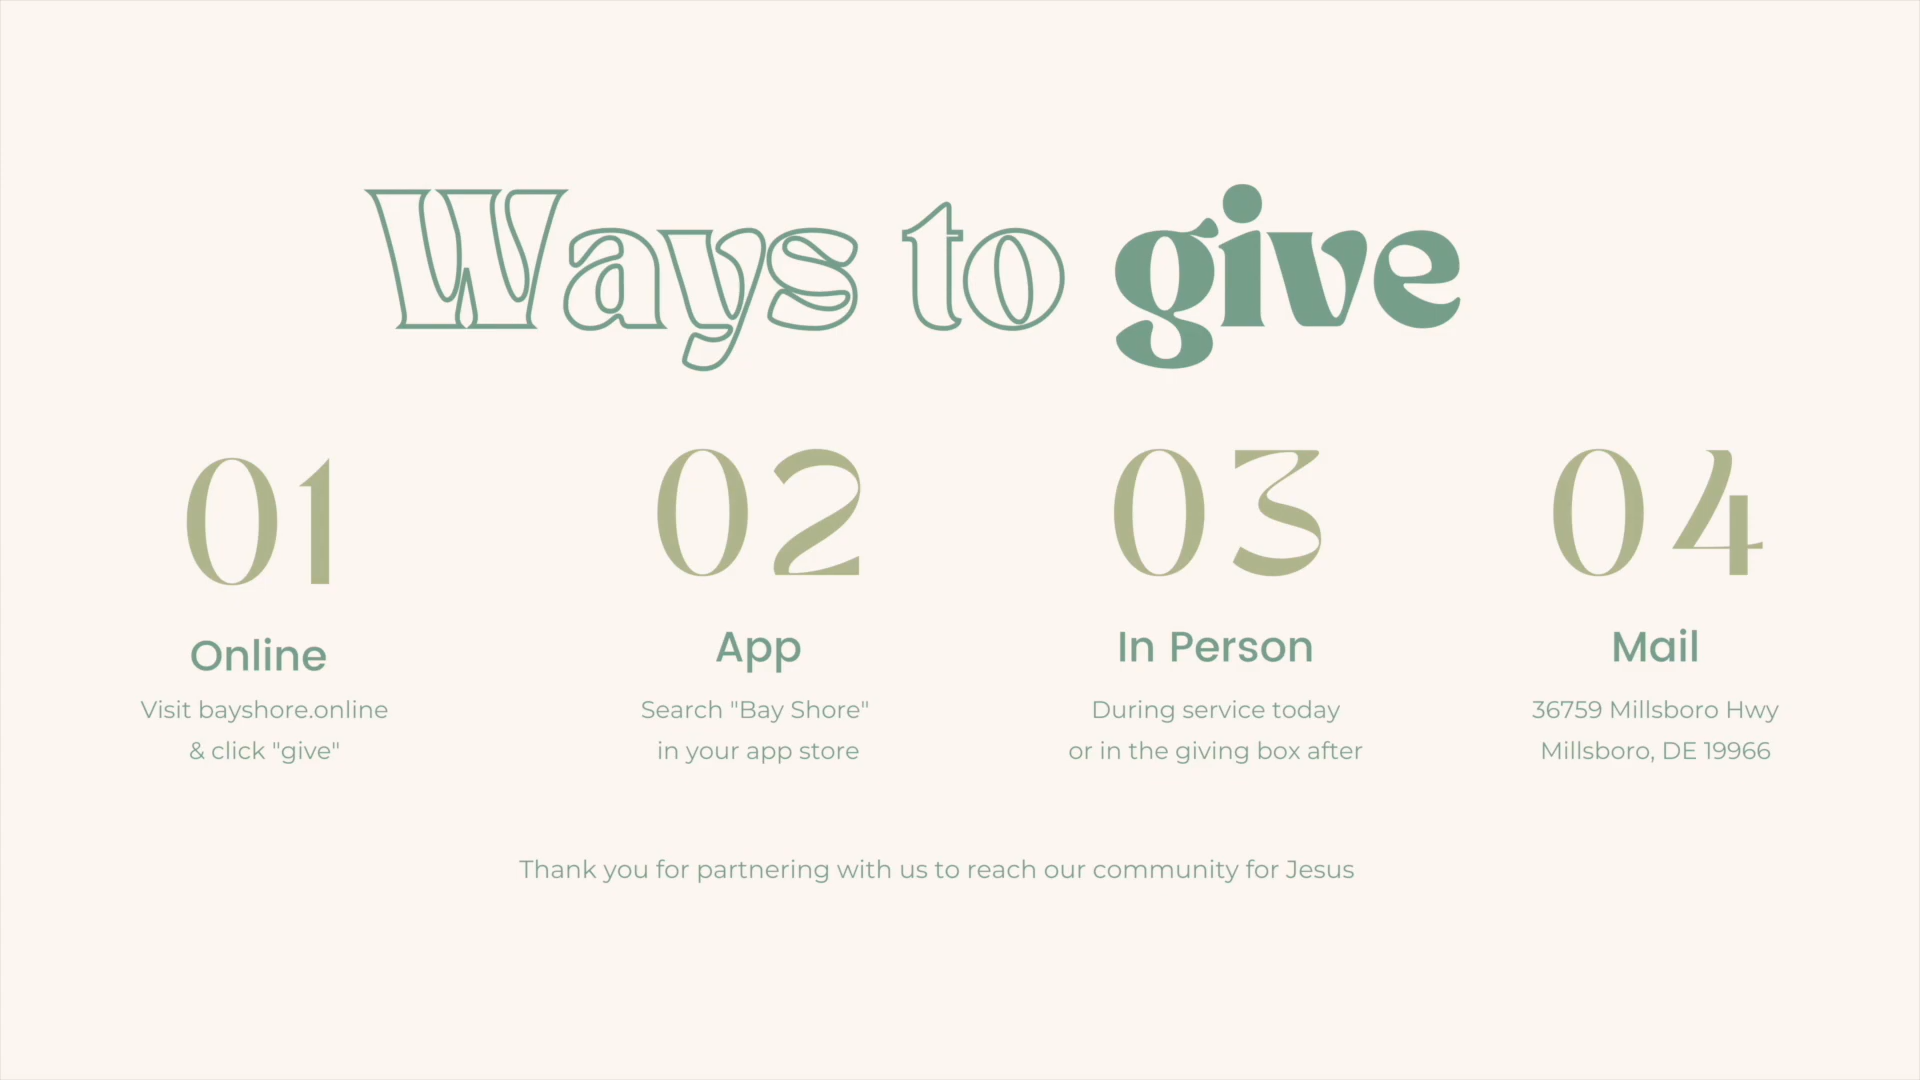 Ways to give
01
Online
Visit bayshore.online
& click "give"
02
App
Search "Bay Shore"
in your app store
03
In Person
During service today
or in the giving box after
04
Mail
36759 Millsboro Hwy
Millsboro, DE 19966
Thank you for partnering with us to reach our community for Jesus